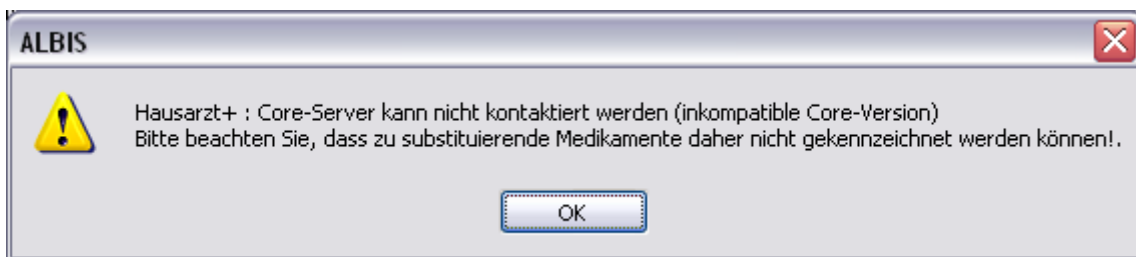 ALBIS
Hausarzt+ : Core-Server kann nicht kontaktiert werden (inkompatible Core-Version)
Bitte beachten Sie, dass zu substituierende Medikamente daher nicht gekennzeichnet werden können!.
OK